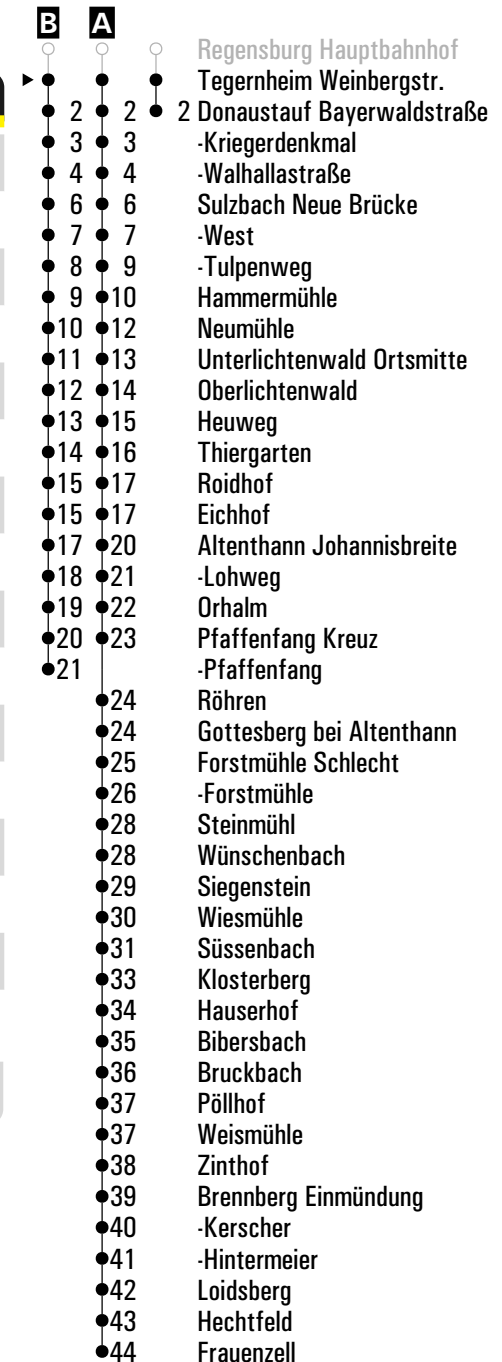 B A
Regensburg Hauptbahnhof
Tegernheim Weinbergstr.
2 2 2 Donaustauf Bayerwaldstraße
3 3 -Kriegerdenkmal
4 4 -Walhallastraße
6 6 Sulzbach Neue Brücke
7 7 -West
8 9 -Tulpenweg
9 10 Hammermühle
10 12 Neumühle
11 13 Unterlichtenwald Ortsmitte
12 14 Oberlichtenwald
13 15 Heuweg
14 16 Thiergarten
15 17 Roidhof
15 17 Eichhof
17 20 Altenthann Johannisbreite
18 21 -Lohweg
19 22 Orhalm
20 23 Pfaffenfang Kreuz
21 -Pfaffenfang
24 Röhren
24 Gottesberg bei Altenthann
25 Forstmühle Schlecht
26 -Forstmühle
28 Steinmühl
28 Wünschenbach
29 Siegenstein
30 Wiesmühle
31 Süssenbach
33 Klosterberg
34 Hauserhof
35 Bibersbach
36 Bruckbach
37 Pöllhof
37 Weismühle
38 Zinthof
39 Brennberg Einmündung
40 -Kerscher
41 -Hintermeier
42 Loidsberg
43 Hechtfeld
44 Frauenzell